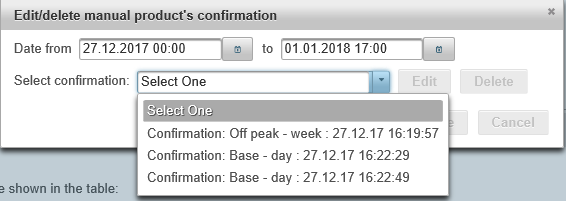 Edit/delete manual product's confirmation
Date from 27.12.2017 00:00 to 01.01.2018 17:00
Select confirmation: Select One Edit Delete
Select One
Confirmation: Off peak - week : 27.12.17 16:19:57
Cancel
Confirmation: Base - day : 27.12.17 16:22:29
Confirmation: Base - day : 27.12.17 16:22:49
shown in the table: